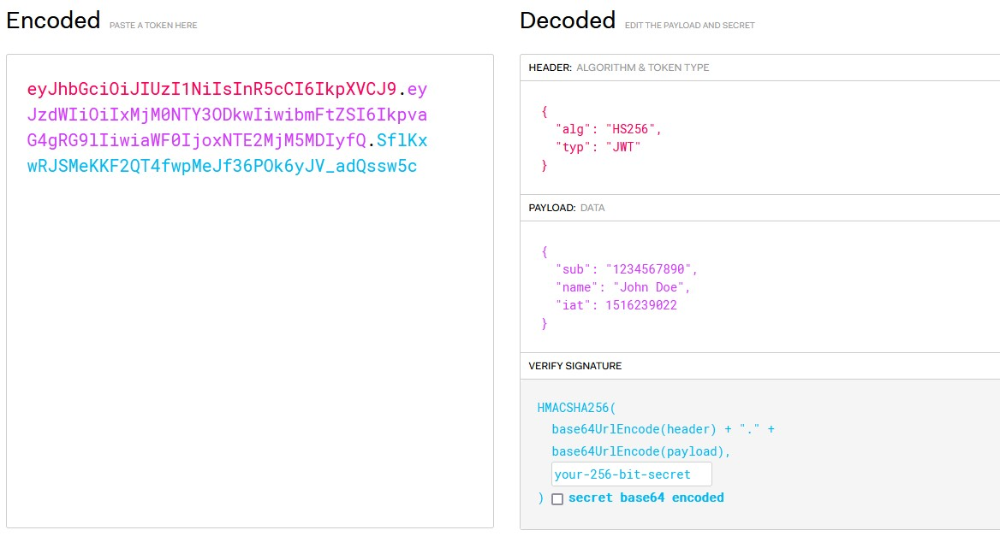 Encoded PASTE A TOKEN HERE
eyJhbGciOiJIUzI1NiIsInR5cCI6IkpXVCJ9.ey
JzdWIiOiIxMjM0NTY3ODkwIiwibmFtZSI6Ikpva
G4gRG9lIiwiaWF0IjoxNTE2MjM5MDIyfQ.SflKx
wRJSMeKKF2QT4fwpMeJf36POk6yJV_adQssw5c
Decoded EDIT THE PAYLOAD AND SECRET
HEADER: ALGORITHM & TOKEN TYPE
{
"alg": "HS256",
"typ": "JWT"
}
PAYLOAD: DATA
{
"sub": "1234567890",
"name": "John Doe",
"iat": 1516239022
}
VERIFY SIGNATURE
HMACSHA256(
base64UrlEncode(header) + "." +
base64UrlEncode(payload),
your-256-bit-secret
) secret base64 encoded